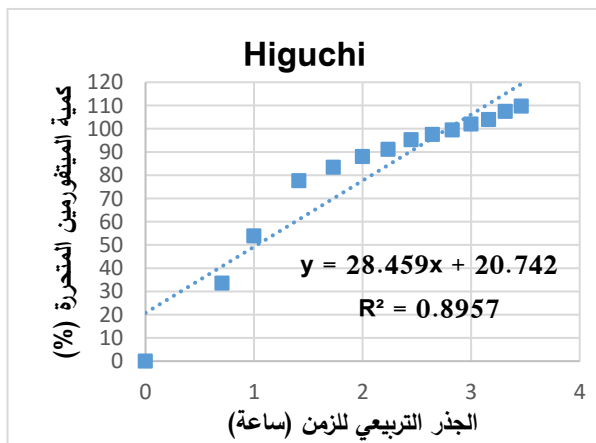 Higuchi
كمية الميتفورمين المتحررة (%)
120
110
100
90
80
70
60
50
40
30
20
10
0
y = 28.459x + 20.742
R² = 0.8957
0 1 2 3 4
الجذر التربيعي للزمن (ساعة)